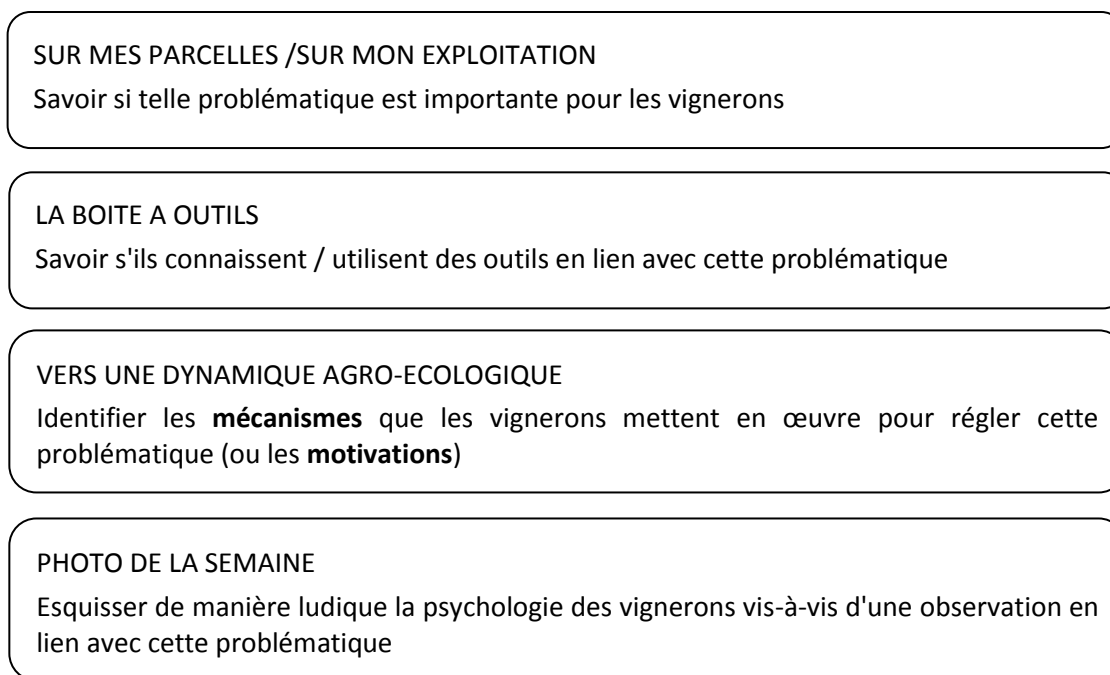 SUR MES PARCELLES /SUR MON EXPLOITATION
Savoir si telle problématique est importante pour les vignerons
LA BOITE A OUTILS
Savoir s'ils connaissent / utilisent des outils en lien avec cette problématique
VERS UNE DYNAMIQUE AGRO-ECOLOGIQUE
Identifier les mécanismes que les vignerons mettent en œuvre pour régler cette
problématique (ou les motivations)
PHOTO DE LA SEMAINE
Esquisser de manière ludique la psychologie des vignerons vis-à-vis d'une observation en
lien avec cette problématique